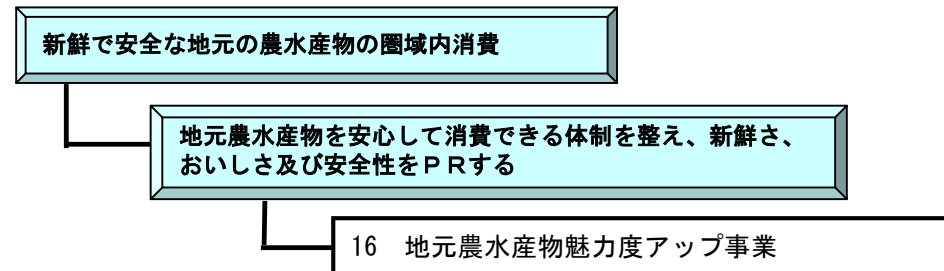 新鮮で安全な地元の農水産物の圏域内消費
地元農水産物を安心して消費できる体制を整え、新鮮さ、
おいしさ及び安全性をＰＲする
16　地元農水産物魅力度アップ事業